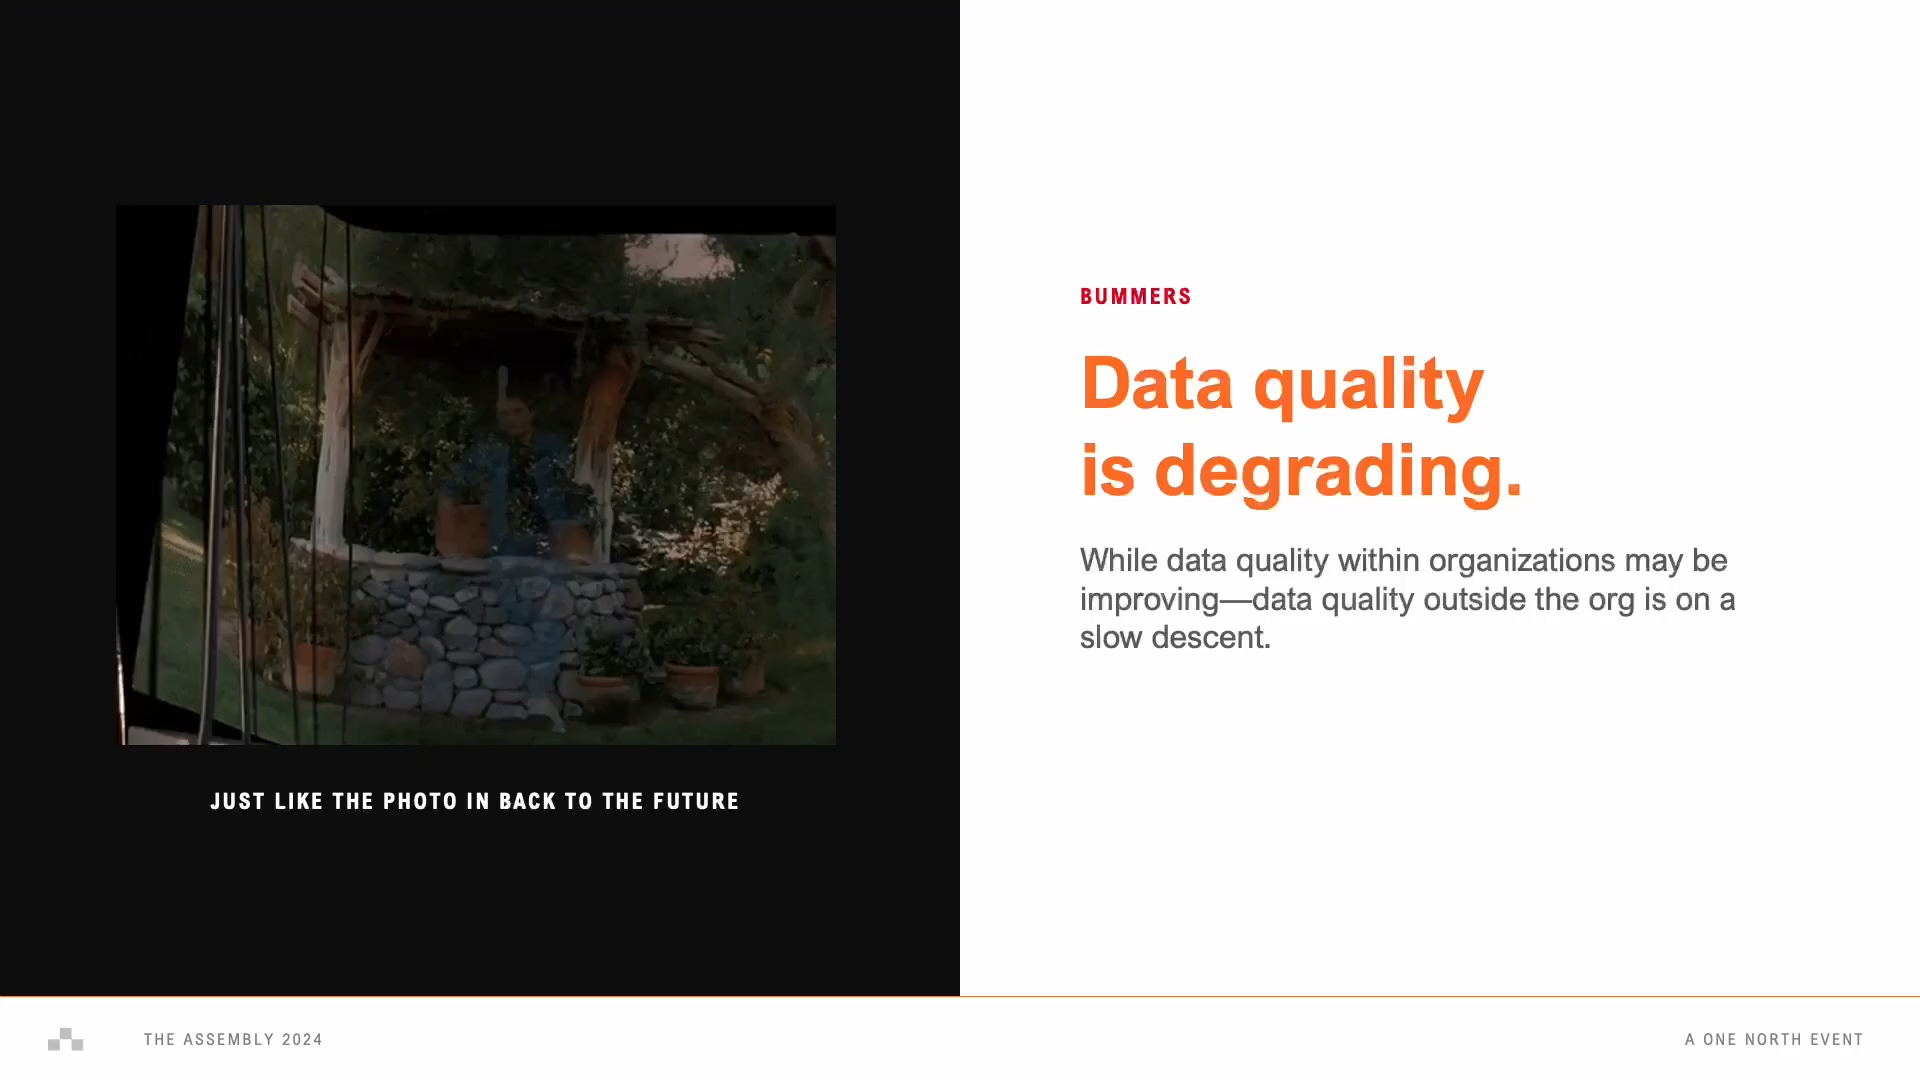 JUST LIKE THE PHOTO IN BACK TO THE FUTURE
BUMMERS
Data quality
is degrading.
While data quality within organizations may be
improving—data quality outside the org is on a
slow descent.
THE ASSEMBLY 2024
A ONE NORTH EVENT